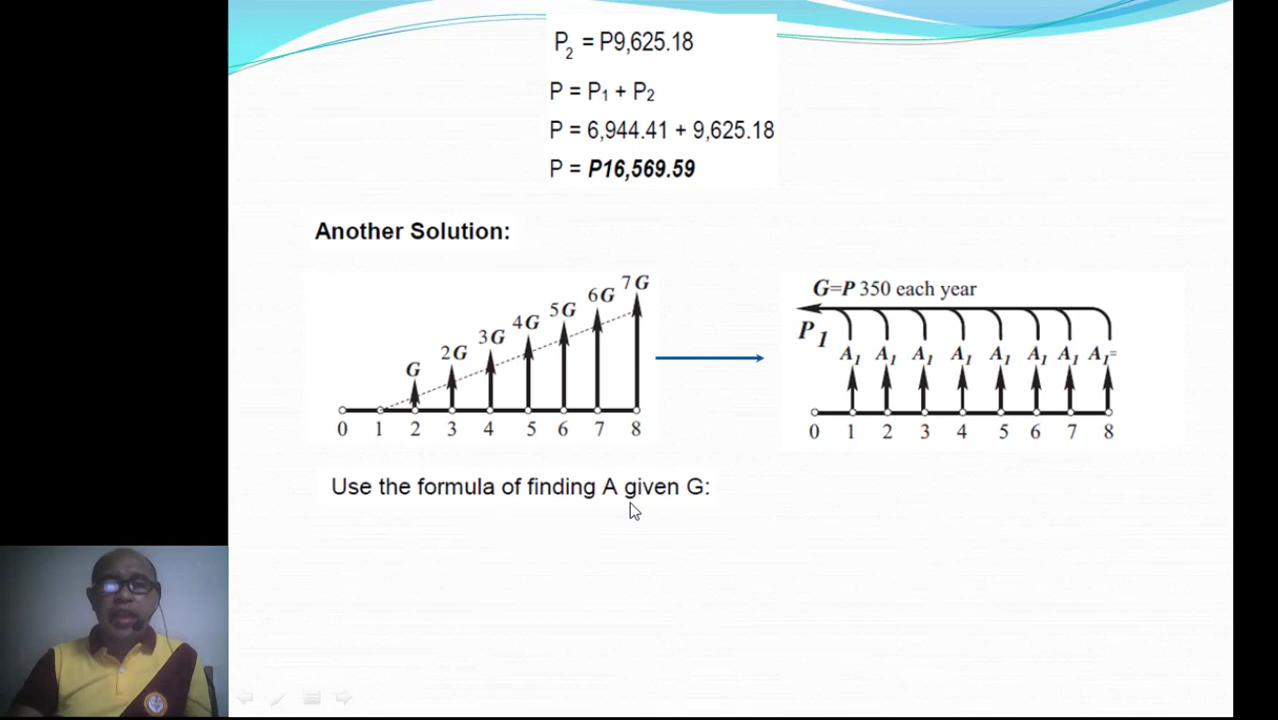 P2 = P9,625.18
P = P1 + P2
P = 6,944.41 + 9,625.18
P = P16,569.59
Another Solution:
G 2G 3G 4G 5G 6G 7G
0 1 2 3 4 5 6 7 8
G=P 350 each year
P1
A1 A1 A1 A1 A1 A1 A1 A1=
0 1 2 3 4 5 6 7 8
Use the formula of finding A given G: